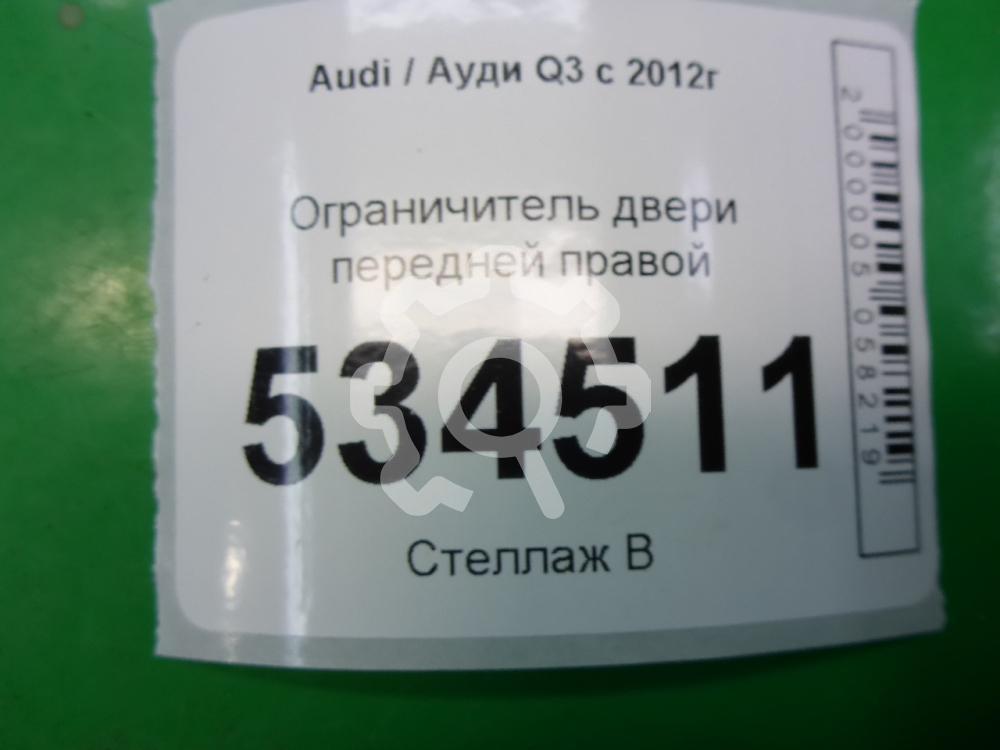 Audi / Ауди Q3 с 2012г
Ограничитель двери
передней правой
534511
Стеллаж В
2000005058219